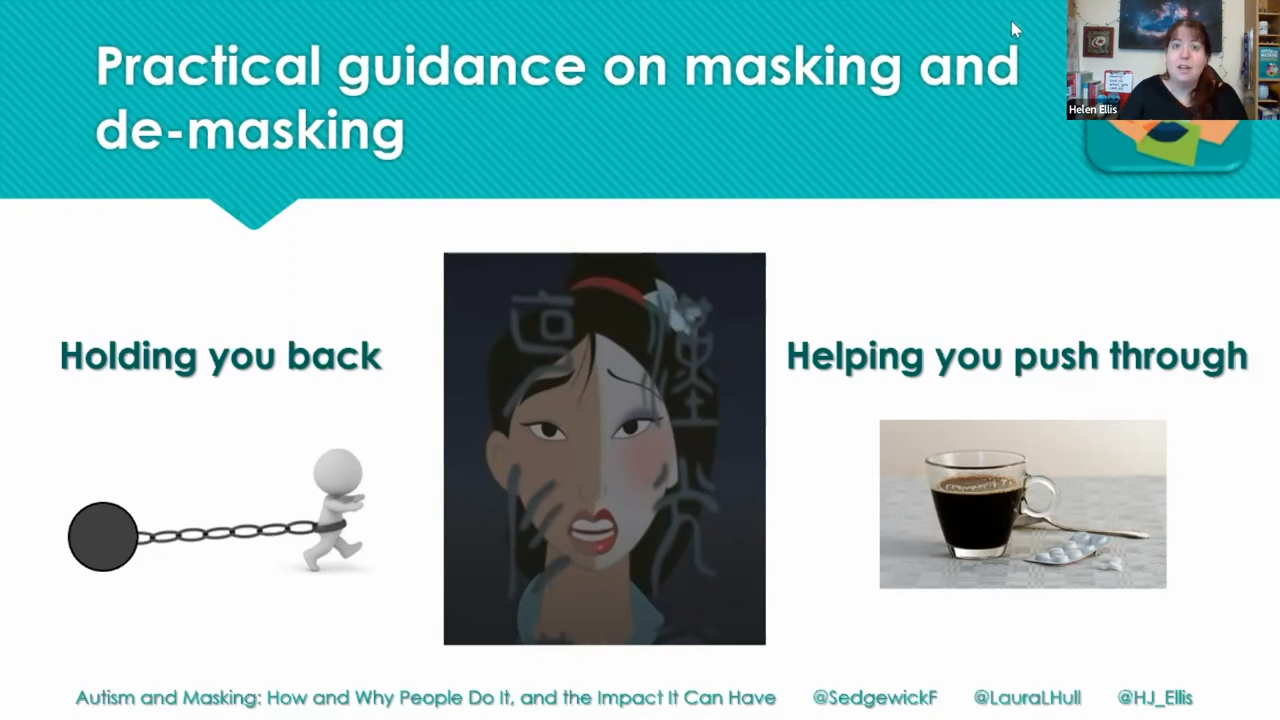 Practical guidance on masking and
de-masking
Helen Ellis
Holding you back
Helping you push through
Autism and Masking: How and Why People Do It, and the Impact It Can Have @SedgewickF @LauraLHull @HJ_Ellis